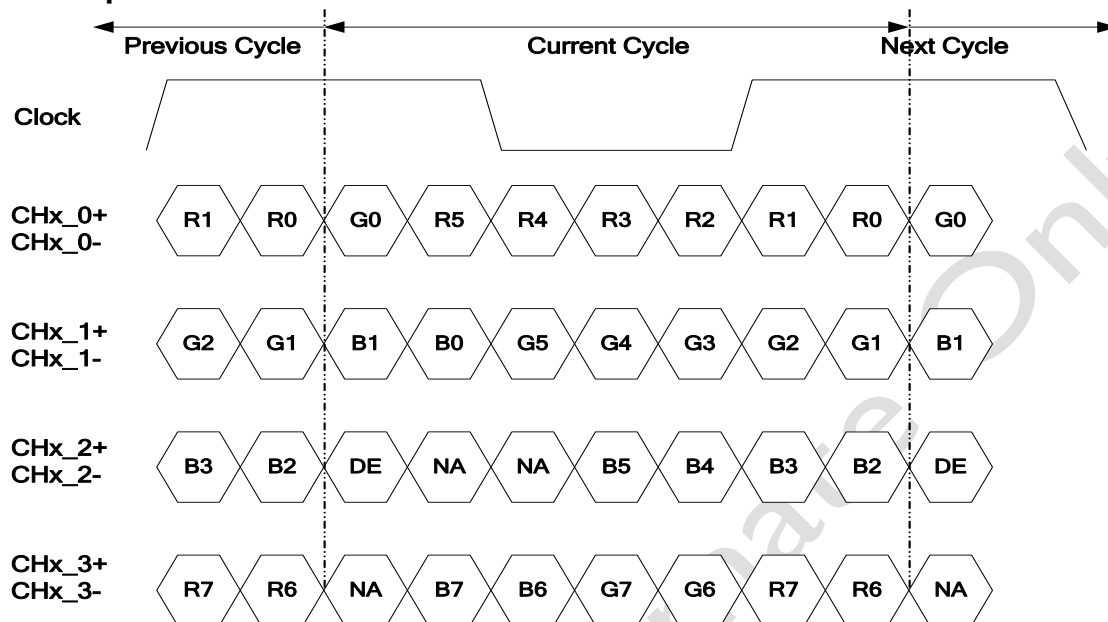 Previous Cycle Current Cycle Next Cycle
Clock
CHx_0+
CHx_0-
R1 R0 G0 R5 R4 R3 R2 R1 R0 G0
CHx_1+
CHx_1-
G2 G1 B1 B0 G5 G4 G3 G2 G1 B1
CHx_2+
CHx_2-
B3 B2 DE NA NA B5 B4 B3 B2 DE
CHx_3+
CHx_3-
R7 R6 NA B7 B6 G7 G6 R7 R6 NA